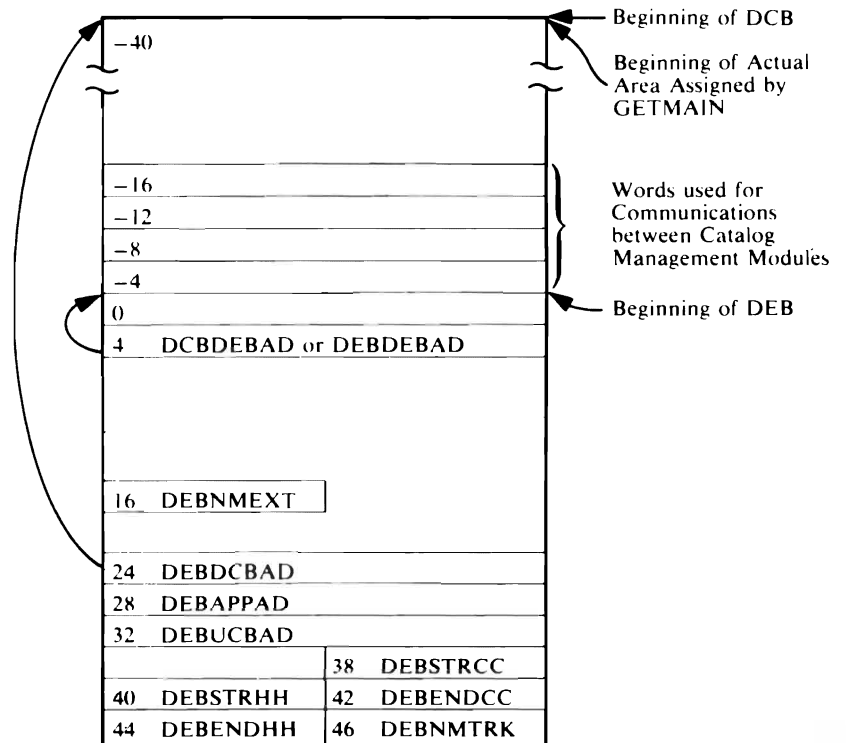 Beginning of DCB
−40
Beginning of Actual
Area Assigned by
GETMAIN
−16
−12
−8
−4
Words used for
Communications
between Catalog
Management Modules
Beginning of DEB
0
4 DCBDEBAD or DEBDEBAD
16 DEBNMEXT
24 DEBDCBAD
28 DEBAPPAD
32 DEBUCBAD
38 DEBSTRCC
40 DEBSTRHH 42 DEBENDCC
44 DEBENDHH 46 DEBNMTRK